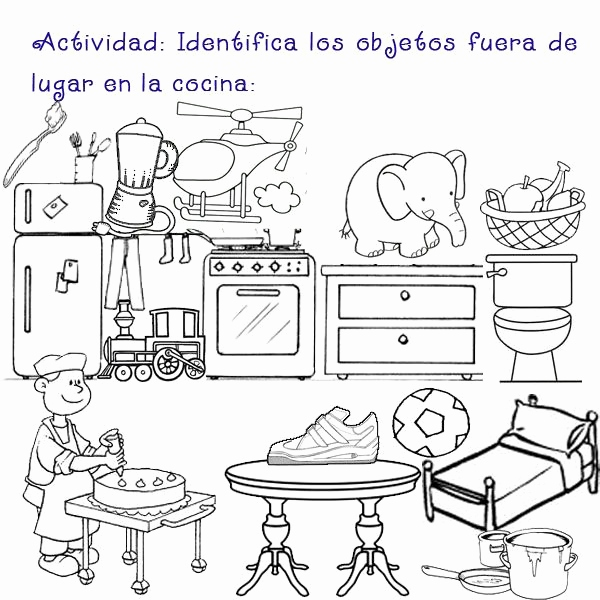 Actividad: Identifica los objetos fuera de
lugar en la cocina: